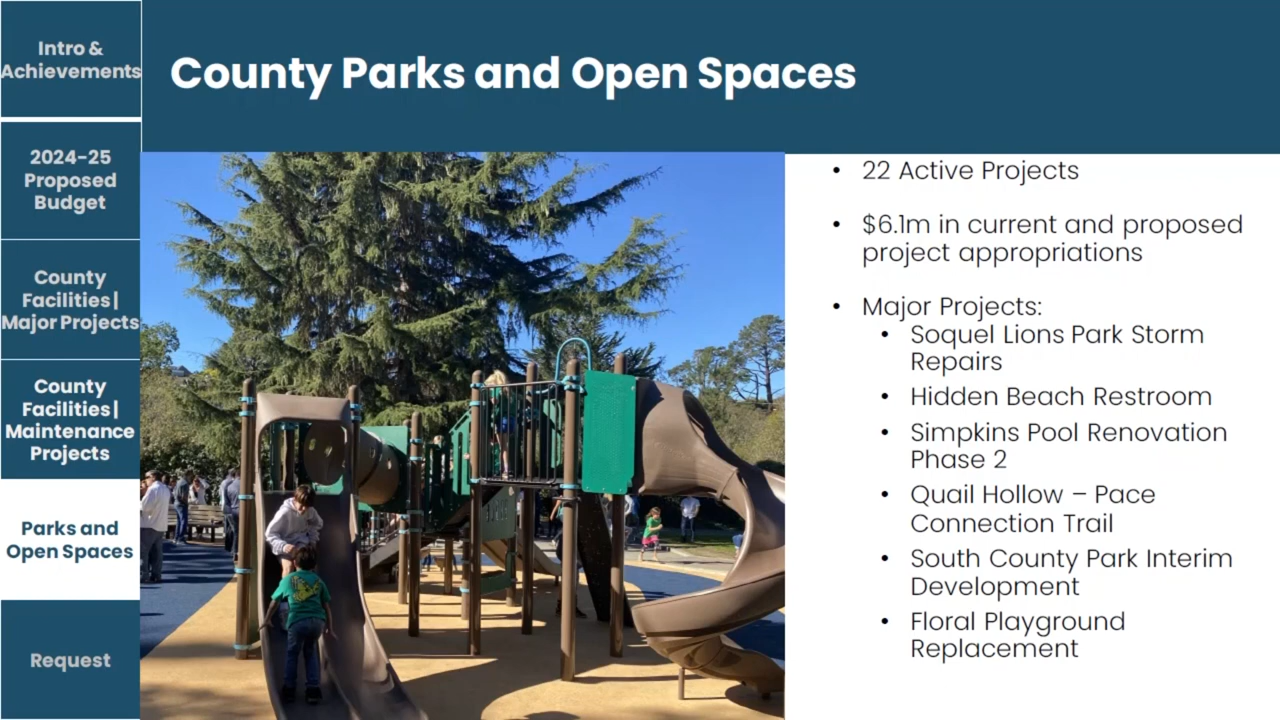 Intro &
Achievements
2024-25
Proposed
Budget
County
Facilities|
Major Projects
County
Facilities|
Maintenance
Projects
Parks and
Open Spaces
Request
County Parks and Open Spaces
• 22 Active Projects
• $6.1m in current and proposed
project appropriations
• Major Projects:
• Soquel Lions Park Storm
Repairs
• Hidden Beach Restroom
• Simpkins Pool Renovation
Phase 2
• Quail Hollow – Pace
Connection Trail
• South County Park Interim
Development
• Floral Playground
Replacement